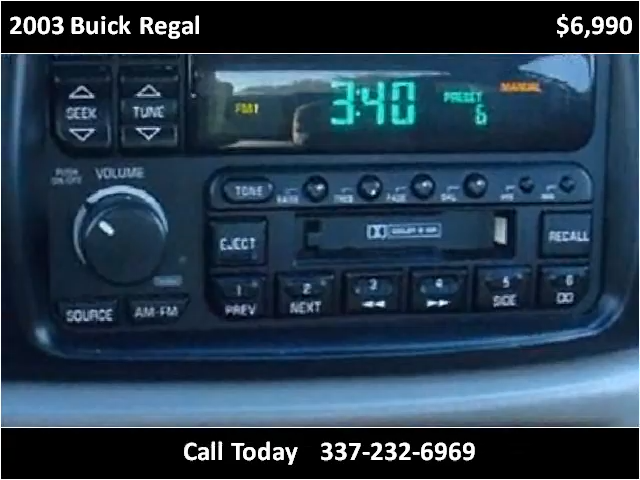 2003 Buick Regal $6,990
MANUAL
SEEK TUNE FM1 3:40 PRESET 6
PUSH ON/OFF VOLUME
TONE BASS TREB FADE BAL
EJECT DOLBY B NR RECALL
1 2 3 4 5 6
PREV NEXT ◄◄ ►► SIDE
SOURCE AM-FM
Call Today 337-232-6969